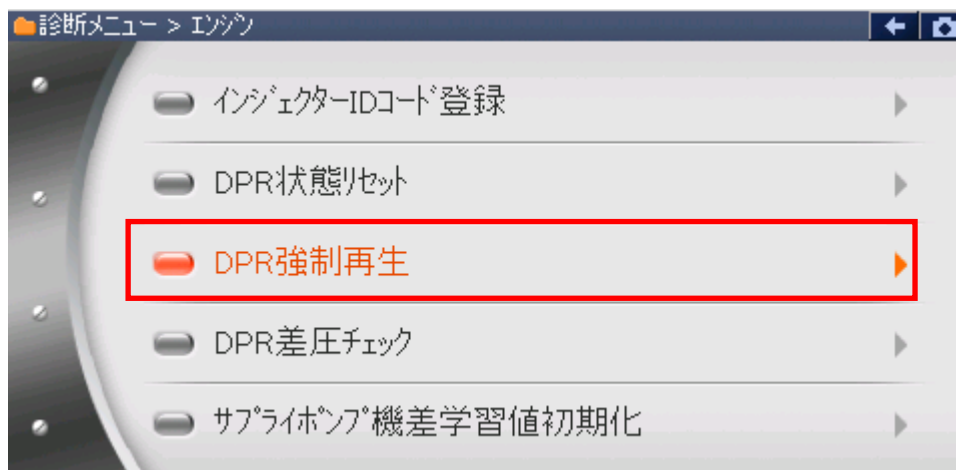 診断メニュー > エンジン
インジェクターIDコード登録
DPR状態リセット
DPR強制再生
DPR差圧チェック
サプライポンプ機差学習値初期化